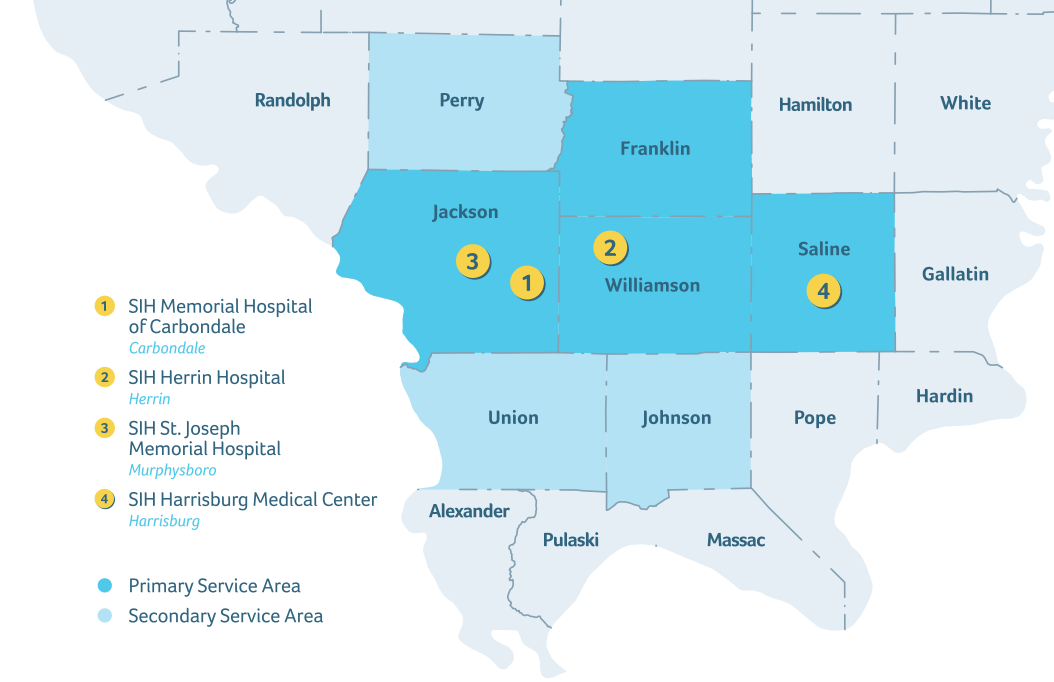 Randolph
Perry
Franklin
Hamilton
White
Jackson
3
1
2
Williamson
Saline
4
Gallatin
1 SIH Memorial Hospital
of Carbondale
Carbondale
2 SIH Herrin Hospital
Herrin
3 SIH St. Joseph
Memorial Hospital
Murphysboro
4 SIH Harrisburg Medical Center
Harrisburg
Union
Johnson
Pope
Hardin
Alexander
Pulaski
Massac
Primary Service Area
Secondary Service Area